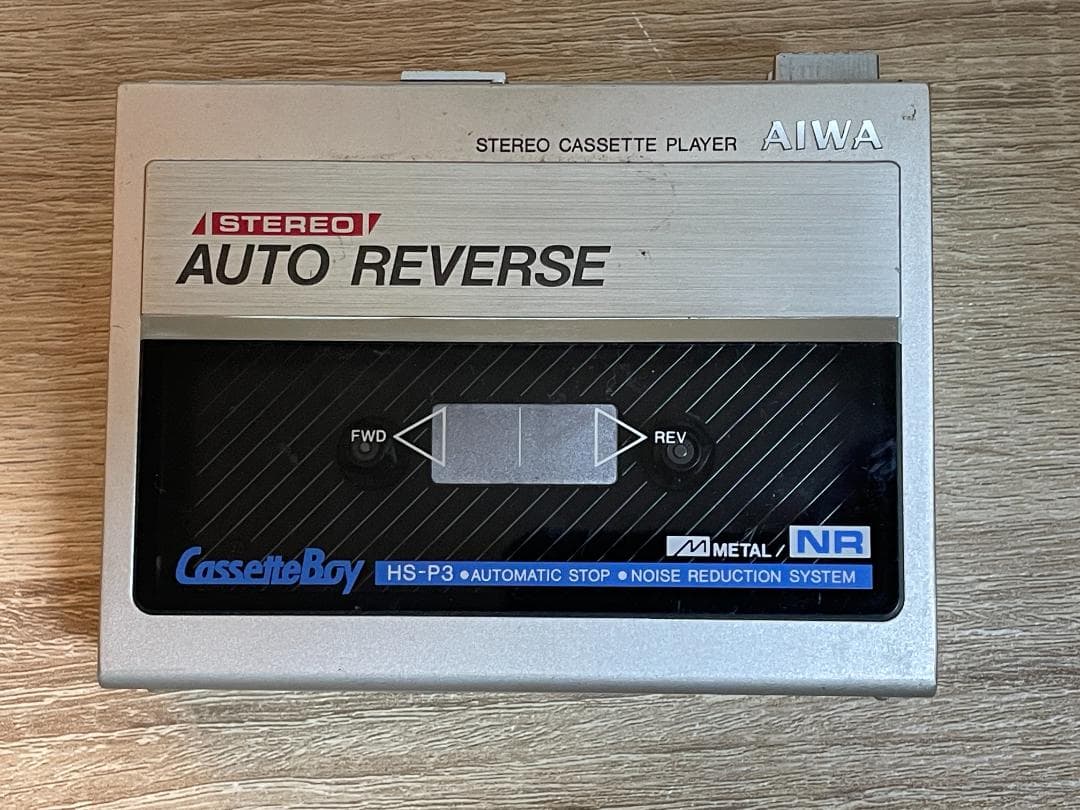 STEREO CASSETTE PLAYER AIWA
STEREO
AUTO REVERSE
FWD REV
METAL / NR
CassetteBoy HS-P3 •AUTOMATIC STOP •NOISE REDUCTION SYSTEM